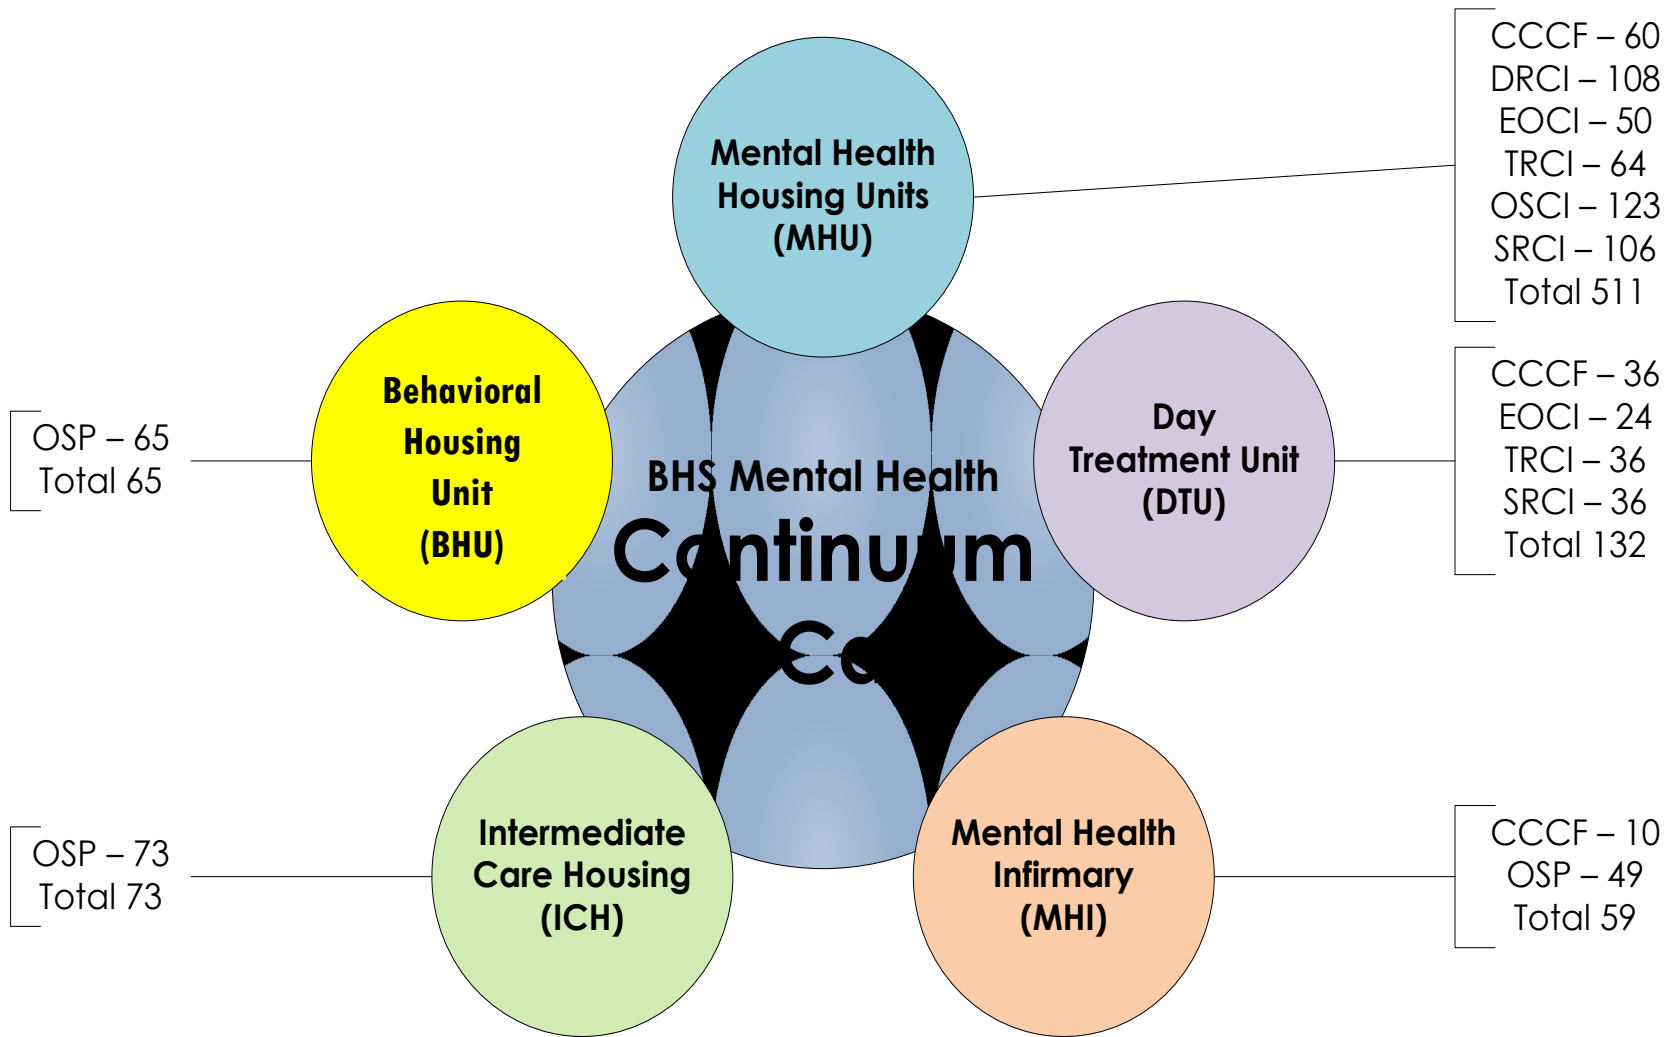 Mental Health
Housing Units
(MHU)
CCCF – 60
DRCI – 108
EOCI – 50
TRCI – 64
OSCI – 123
SRCI – 106
Total 511
Behavioral
Housing
Unit
(BHU)
OSP – 65
Total 65
BHS Mental Health
Continuum
Day
Treatment Unit
(DTU)
CCCF – 36
EOCI – 24
TRCI – 36
SRCI – 36
Total 132
Intermediate
Care Housing
(ICH)
OSP – 73
Total 73
Mental Health
Infirmary
(MHI)
CCCF – 10
OSP – 49
Total 59